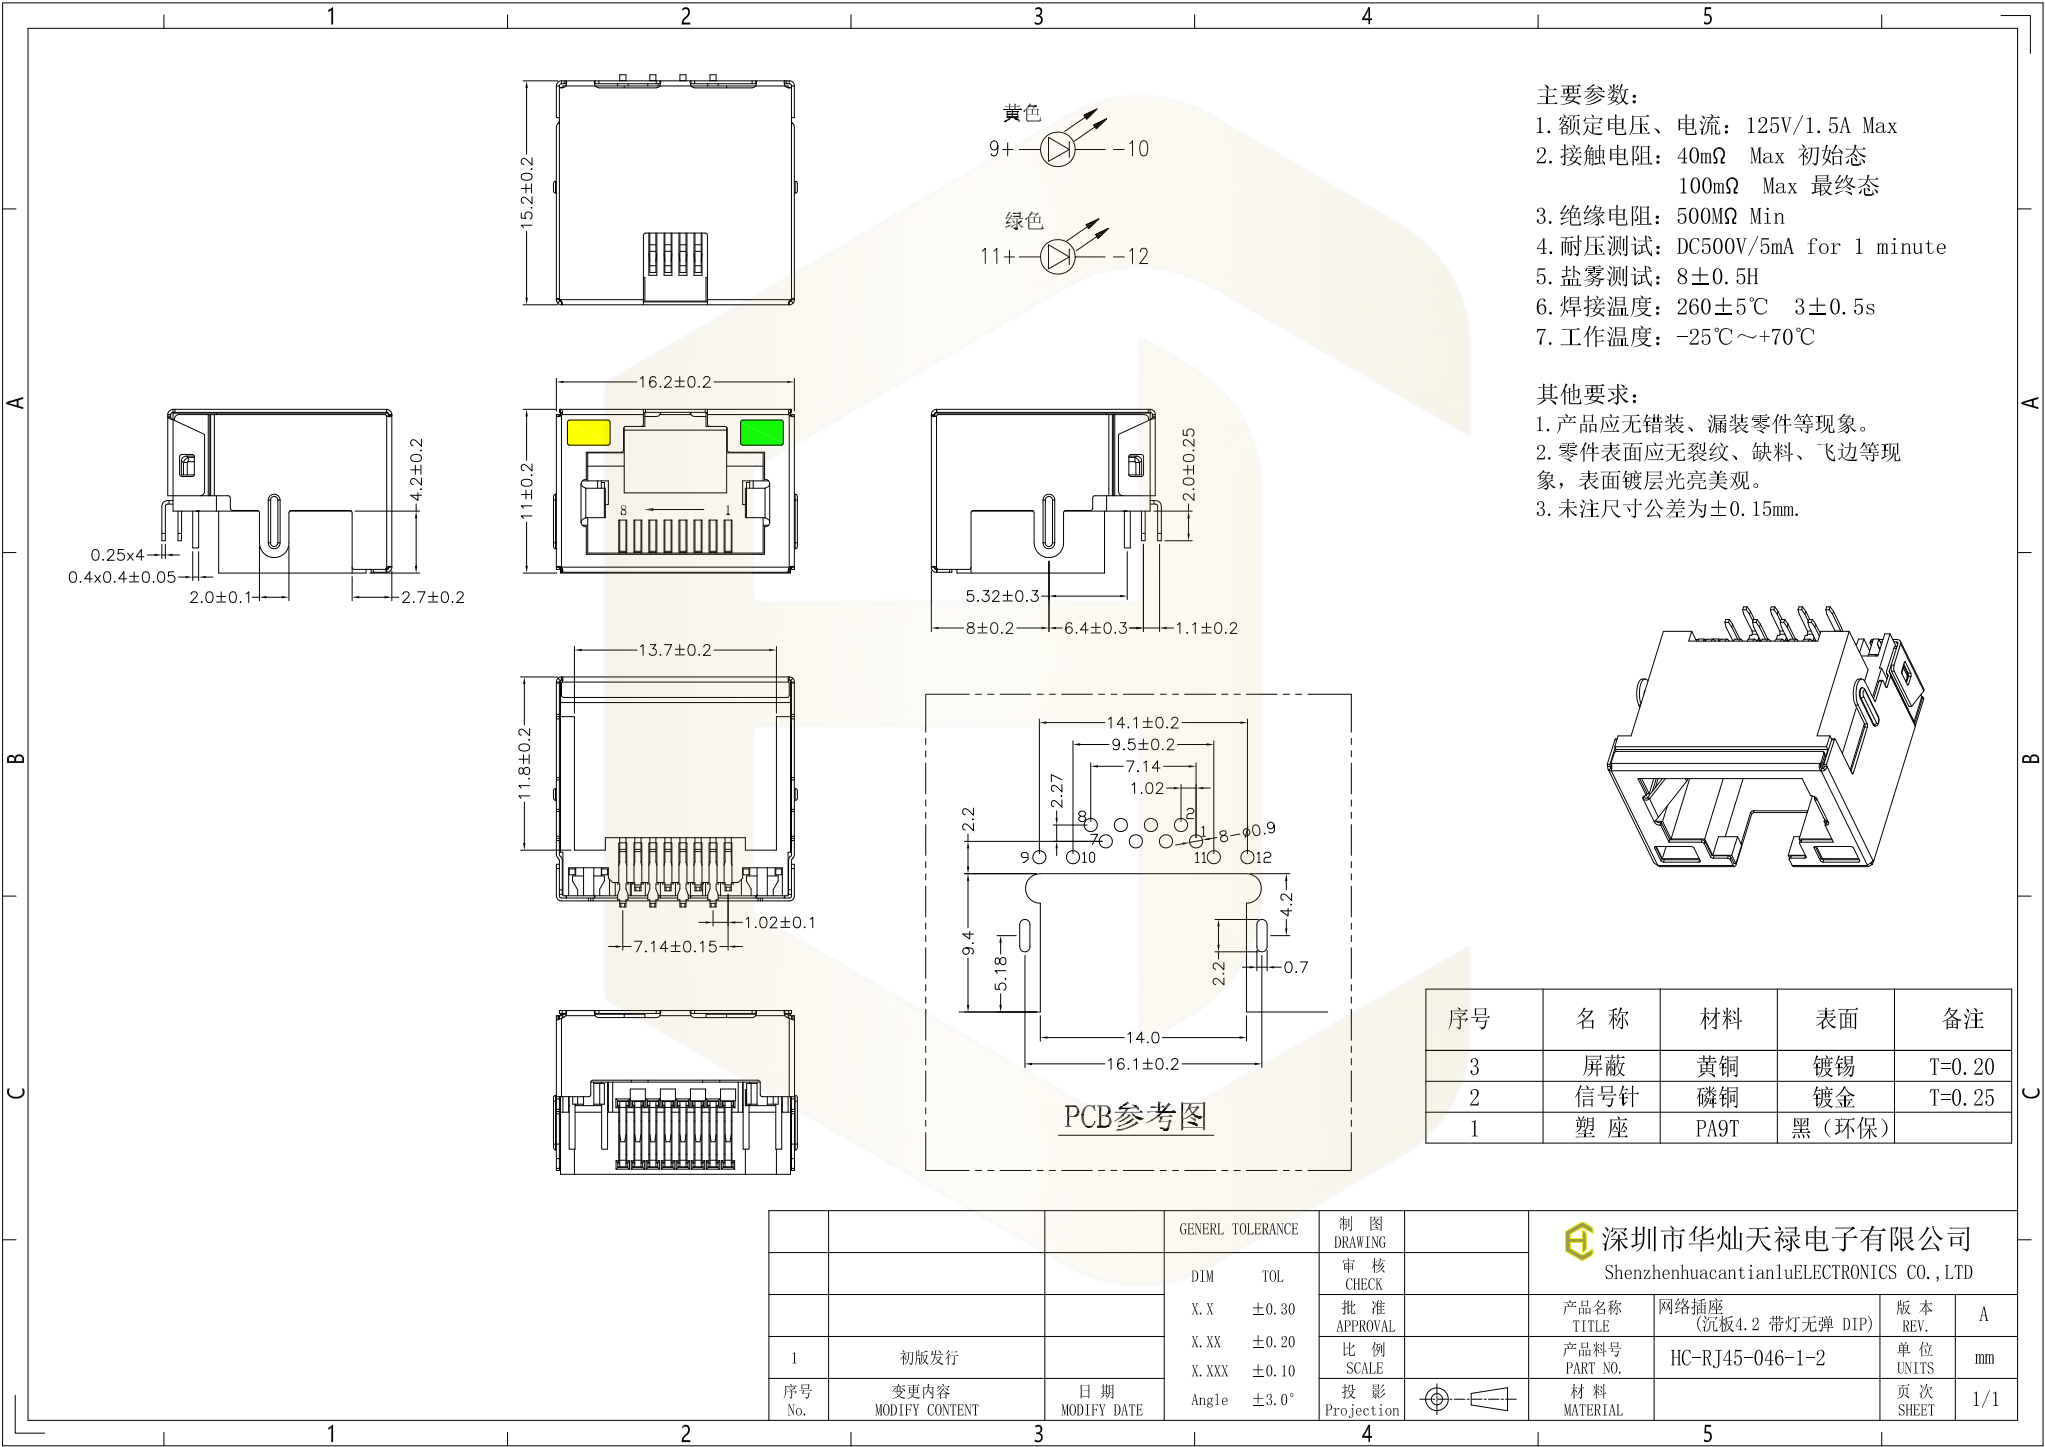 1 2 3 4 5
A
B
C
A
B
C
15.2±0.2
黄色
9+ -10
绿色
11+ -12
主要参数：
1.额定电压、电流：125V/1.5A Max
2.接触电阻：40mΩ Max 初始态
100mΩ Max 最终态
3.绝缘电阻：500MΩ Min
4.耐压测试：DC500V/5mA for 1 minute
5.盐雾测试：8±0.5H
6.焊接温度：260±5℃ 3±0.5s
7.工作温度：-25℃～+70℃
其他要求：
1.产品应无错装、漏装零件等现象。
2.零件表面应无裂纹、缺料、飞边等现
象，表面镀层光亮美观。
3.未注尺寸公差为±0.15mm.
4.2±0.2
0.25x4
0.4x0.4±0.05
2.0±0.1
2.7±0.2
16.2±0.2
11±0.2
8 1
2.0±0.25
5.32±0.3
8±0.2
6.4±0.3
1.1±0.2
13.7±0.2
11.8±0.2
1.02±0.1
7.14±0.15
14.1±0.2
9.5±0.2
7.14
1.02
2.27
2.2
8
2
7
1
8-φ0.9
9
10
11
12
9.4
5.18
4.2
2.2
0.7
14.0
16.1±0.2
PCB参考图
序号 名 称 材料 表面 备注
3 屏蔽 黄铜 镀锡 T=0.20
2 信号针 磷铜 镀金 T=0.25
1 塑 座 PA9T 黑（环保）
1 初版发行
序号 变更内容 日 期
No. MODIFY CONTENT MODIFY DATE
GENERL TOLERANCE
DIM TOL
X.X ±0.30
X.XX ±0.20
X.XXX ±0.10
Angle ±3.0°
制 图
DRAWING
审 核
CHECK
批 准
APPROVAL
比 例
SCALE
投 影
Projection
深圳市华灿天禄电子有限公司
ShenzhenhuacantianluELECTRONICS CO.,LTD
产品名称
TITLE
网络插座
(沉板4.2 带灯无弹 DIP)
版 本
REV.
A
产品料号
PART NO.
HC-RJ45-046-1-2
单 位
UNITS
mm
材 料
MATERIAL
页 次
SHEET
1/1
1 2 3 4 5